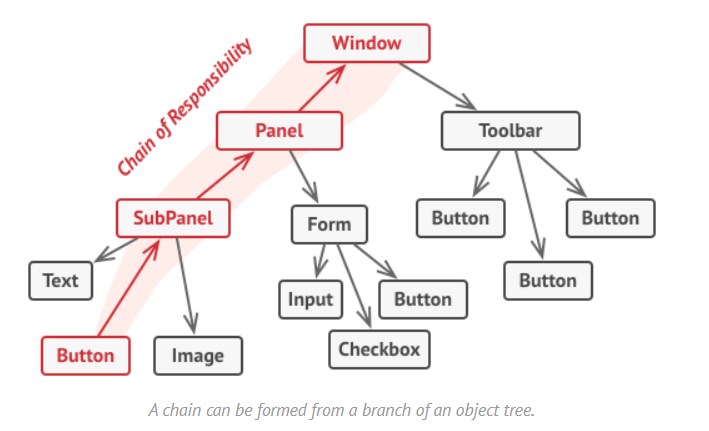 Window
Chain of Responsibility
Panel
Toolbar
SubPanel
Form
Button
Button
Text
Input
Button
Button
Button
Image
Checkbox
A chain can be formed from a branch of an object tree.